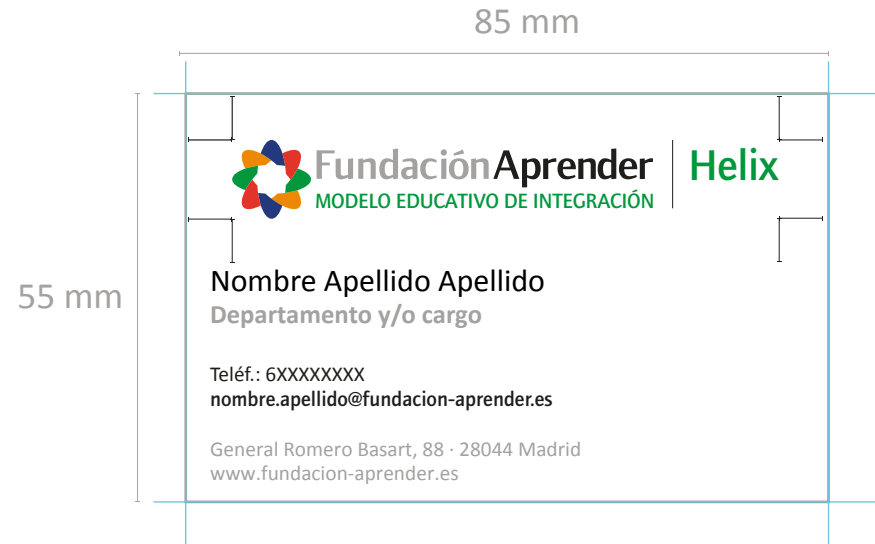 85 mm
FundaciónAprender | Helix
MODELO EDUCATIVO DE INTEGRACIÓN
55 mm
Nombre Apellido Apellido
Departamento y/o cargo
Teléf.: 6XXXXXXXX
nombre.apellido@fundacion-aprender.es
General Romero Basart, 88 · 28044 Madrid
www.fundacion-aprender.es